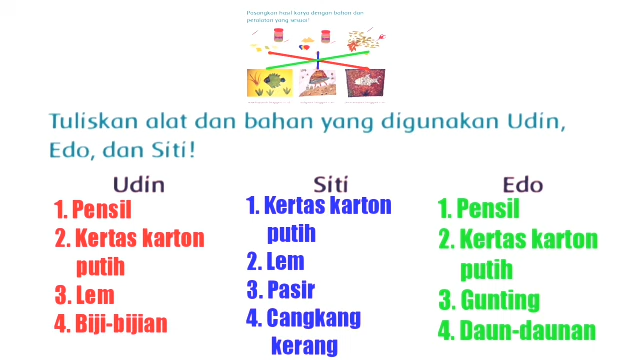 Pasangkan hasil karya dengan bahan dan
peralatan yang sesuai!
Tuliskan alat dan bahan yang digunakan Udin,
Edo, dan Siti!
Udin
1. Pensil
2. Kertas karton
putih
3. Lem
4. Biji-bijian
Siti
1. Kertas karton
putih
2. Lem
3. Pasir
4. Cangkang
kerang
Edo
1. Pensil
2. Kertas karton
putih
3. Gunting
4. Daun-daunan